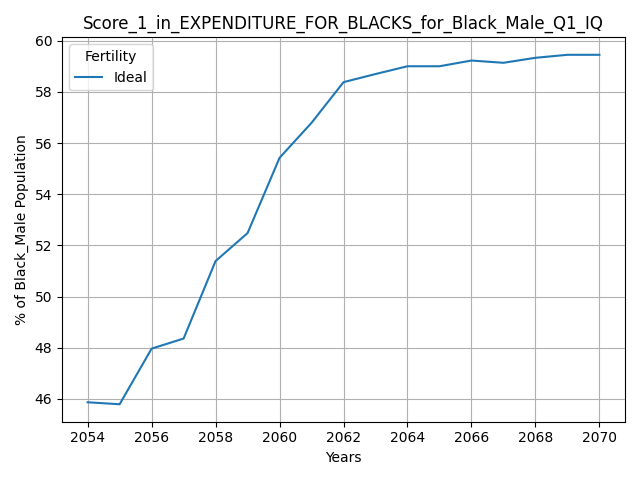 Score_1_in_EXPENDITURE_FOR_BLACKS_for_Black_Male_Q1_IQ
60
58
56
54
52
50
48
46
% of Black_Male Population
Fertility
Ideal
2054 2056 2058 2060 2062 2064 2066 2068 2070
Years